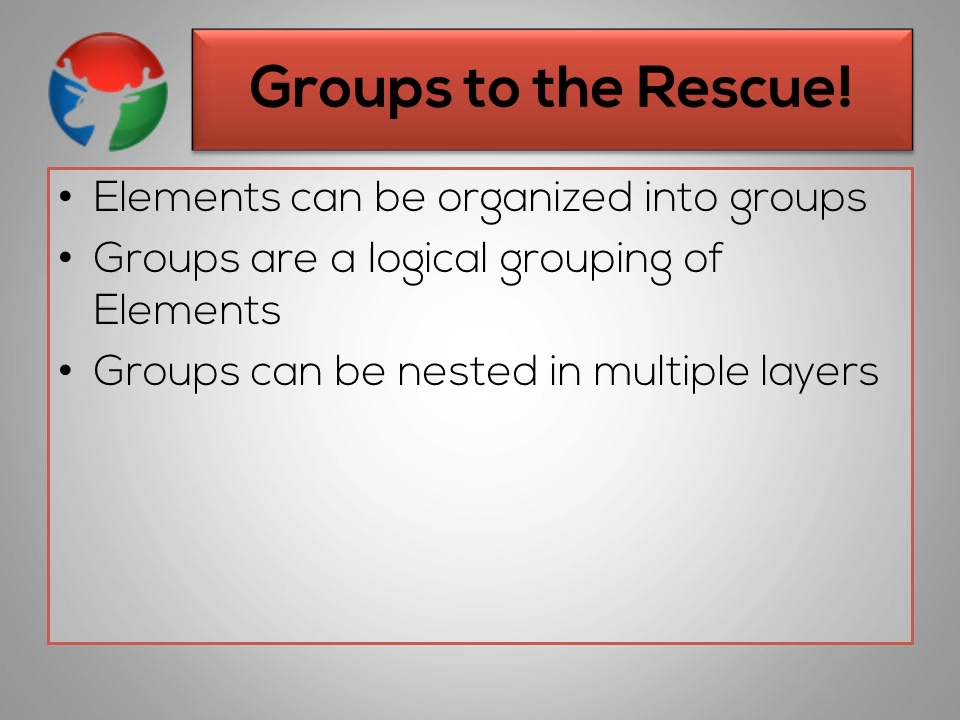 Groups to the Rescue!
• Elements can be organized into groups
• Groups are a logical grouping of
Elements
• Groups can be nested in multiple layers